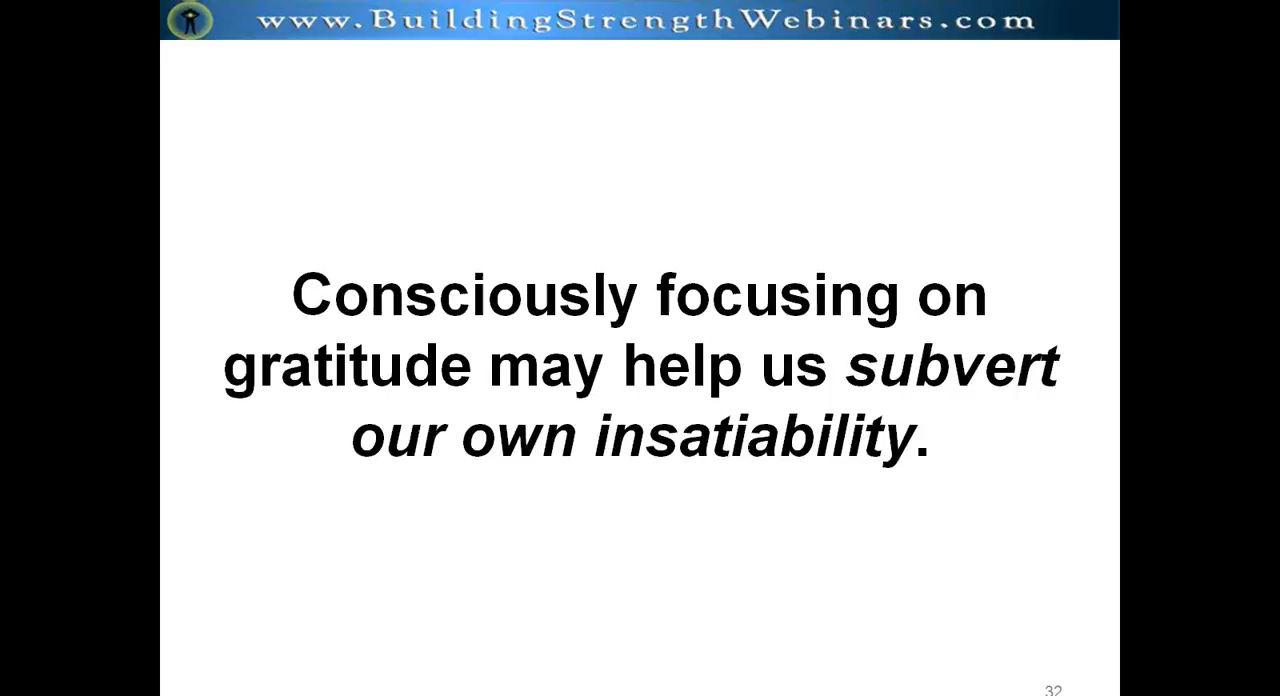 www.BuildingStrengthWebinars.com
Consciously focusing on
gratitude may help us subvert
our own insatiability.
32